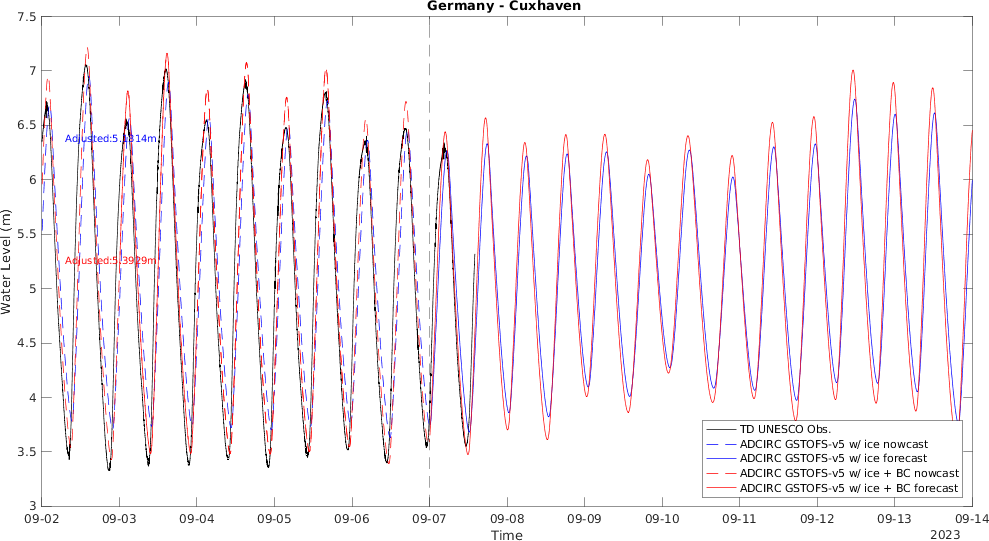 Germany - Cuxhaven
7.5
7
6.5
6
5.5
5
4.5
4
3.5
3
Water Level (m)
Adjusted:5.3929m
TD UNESCO Obs.
ADCIRC GSTOFS-v5 w/ ice nowcast
ADCIRC GSTOFS-v5 w/ ice forecast
ADCIRC GSTOFS-v5 w/ ice + BC nowcast
ADCIRC GSTOFS-v5 w/ ice + BC forecast
09-02 09-03 09-04 09-05 09-06 09-07 09-08 09-09 09-10 09-11 09-12 09-13 09-14
Time
2023